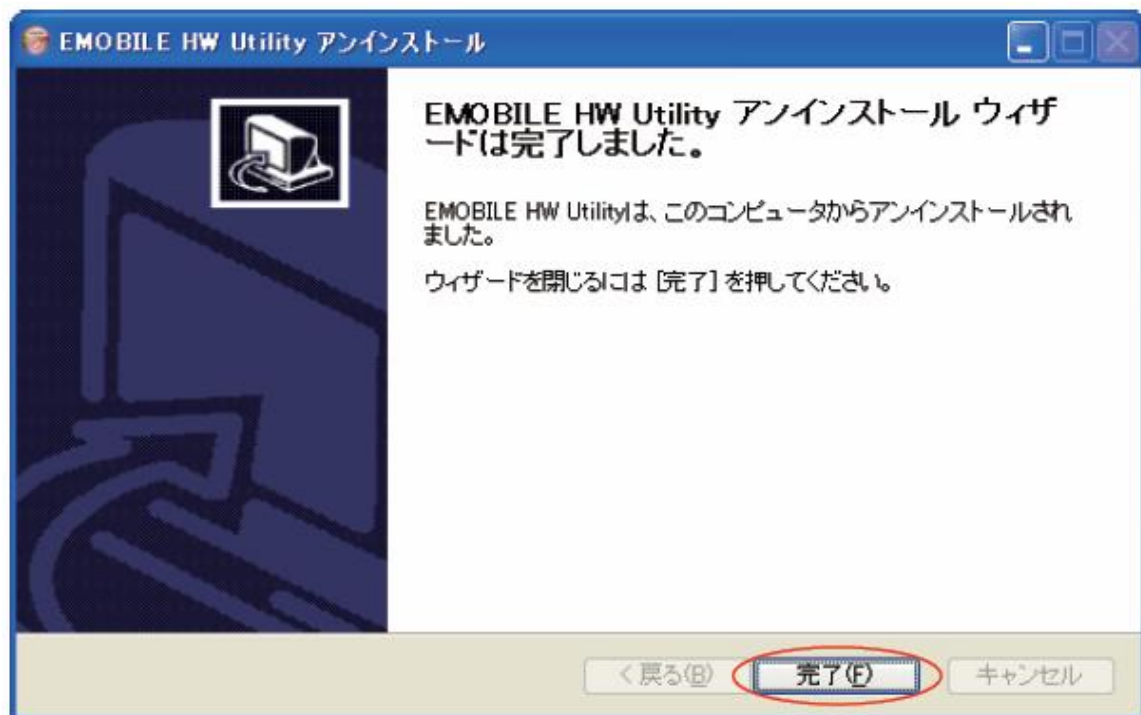 EMOBILE HW Utility アンインストール
EMOBILE HW Utility アンインストール ウィザ
ードは完了しました。
EMOBILE HW Utilityは、このコンピュータからアンインストールされ
ました。
ウィザードを閉じるには [完了] を押してください。
< 戻る(B)
完了(F)
キャンセル